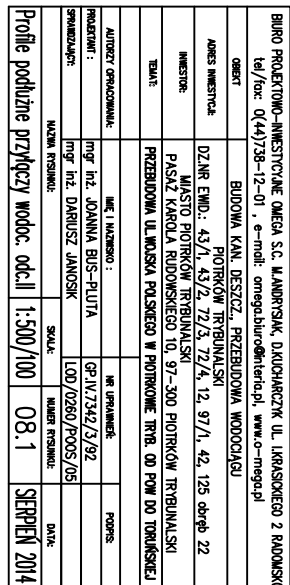 BIURO PROJEKTOWO-INWESTYCYJNE OMEGA S.C. M.ANDRYSIAK, D.KUCHARCZYK UL. I.KRASICKIEGO 2 RADOMSKO
tel/fax: 0(44)738-12-01 , e-mail: omega.biuro@interia.pl, www.o-mega.pl
OBIEKT
BUDOWA KAN. DESZCZ., PRZEBUDOWA WODOCIĄGU
ADRES INWESTYCJI:
PIOTRKÓW TRYBUNALSKI
DZ.NR EWID.: 43/1, 43/2, 72/3, 72/4, 12, 97/1, 42, 125 obręb 22
INWESTOR:
MIASTO PIOTRKÓW TRYBUNALSKI
PASAŻ KAROLA RUDOWSKIEGO 10, 97-300 PIOTRKÓW TRYBUNALSKI
TEMAT:
PRZEBUDOWA UL.WOJSKA POLSKIEGO W PIOTRKOWIE TRYB. OD POW DO TORUŃSKIEJ
AUTORZY OPRACOWANIA: IMIĘ I NAZWISKO : NR UPRAWNIEŃ: PODPIS:
PROJEKTANT : mgr inż. JOANNA BUS-PLUTA GP.IV.7342/3/92
SPRAWDZAJĄCY: mgr inż. DARIUSZ JANOSIK LOD/0260/POOS/05
NAZWA RYSUNKU: SKALA: NUMER RYSUNKU: DATA:
Profile podłużne przyłączy wodoc. odc.II 1:500/100 08.1 SIERPIEŃ 2014